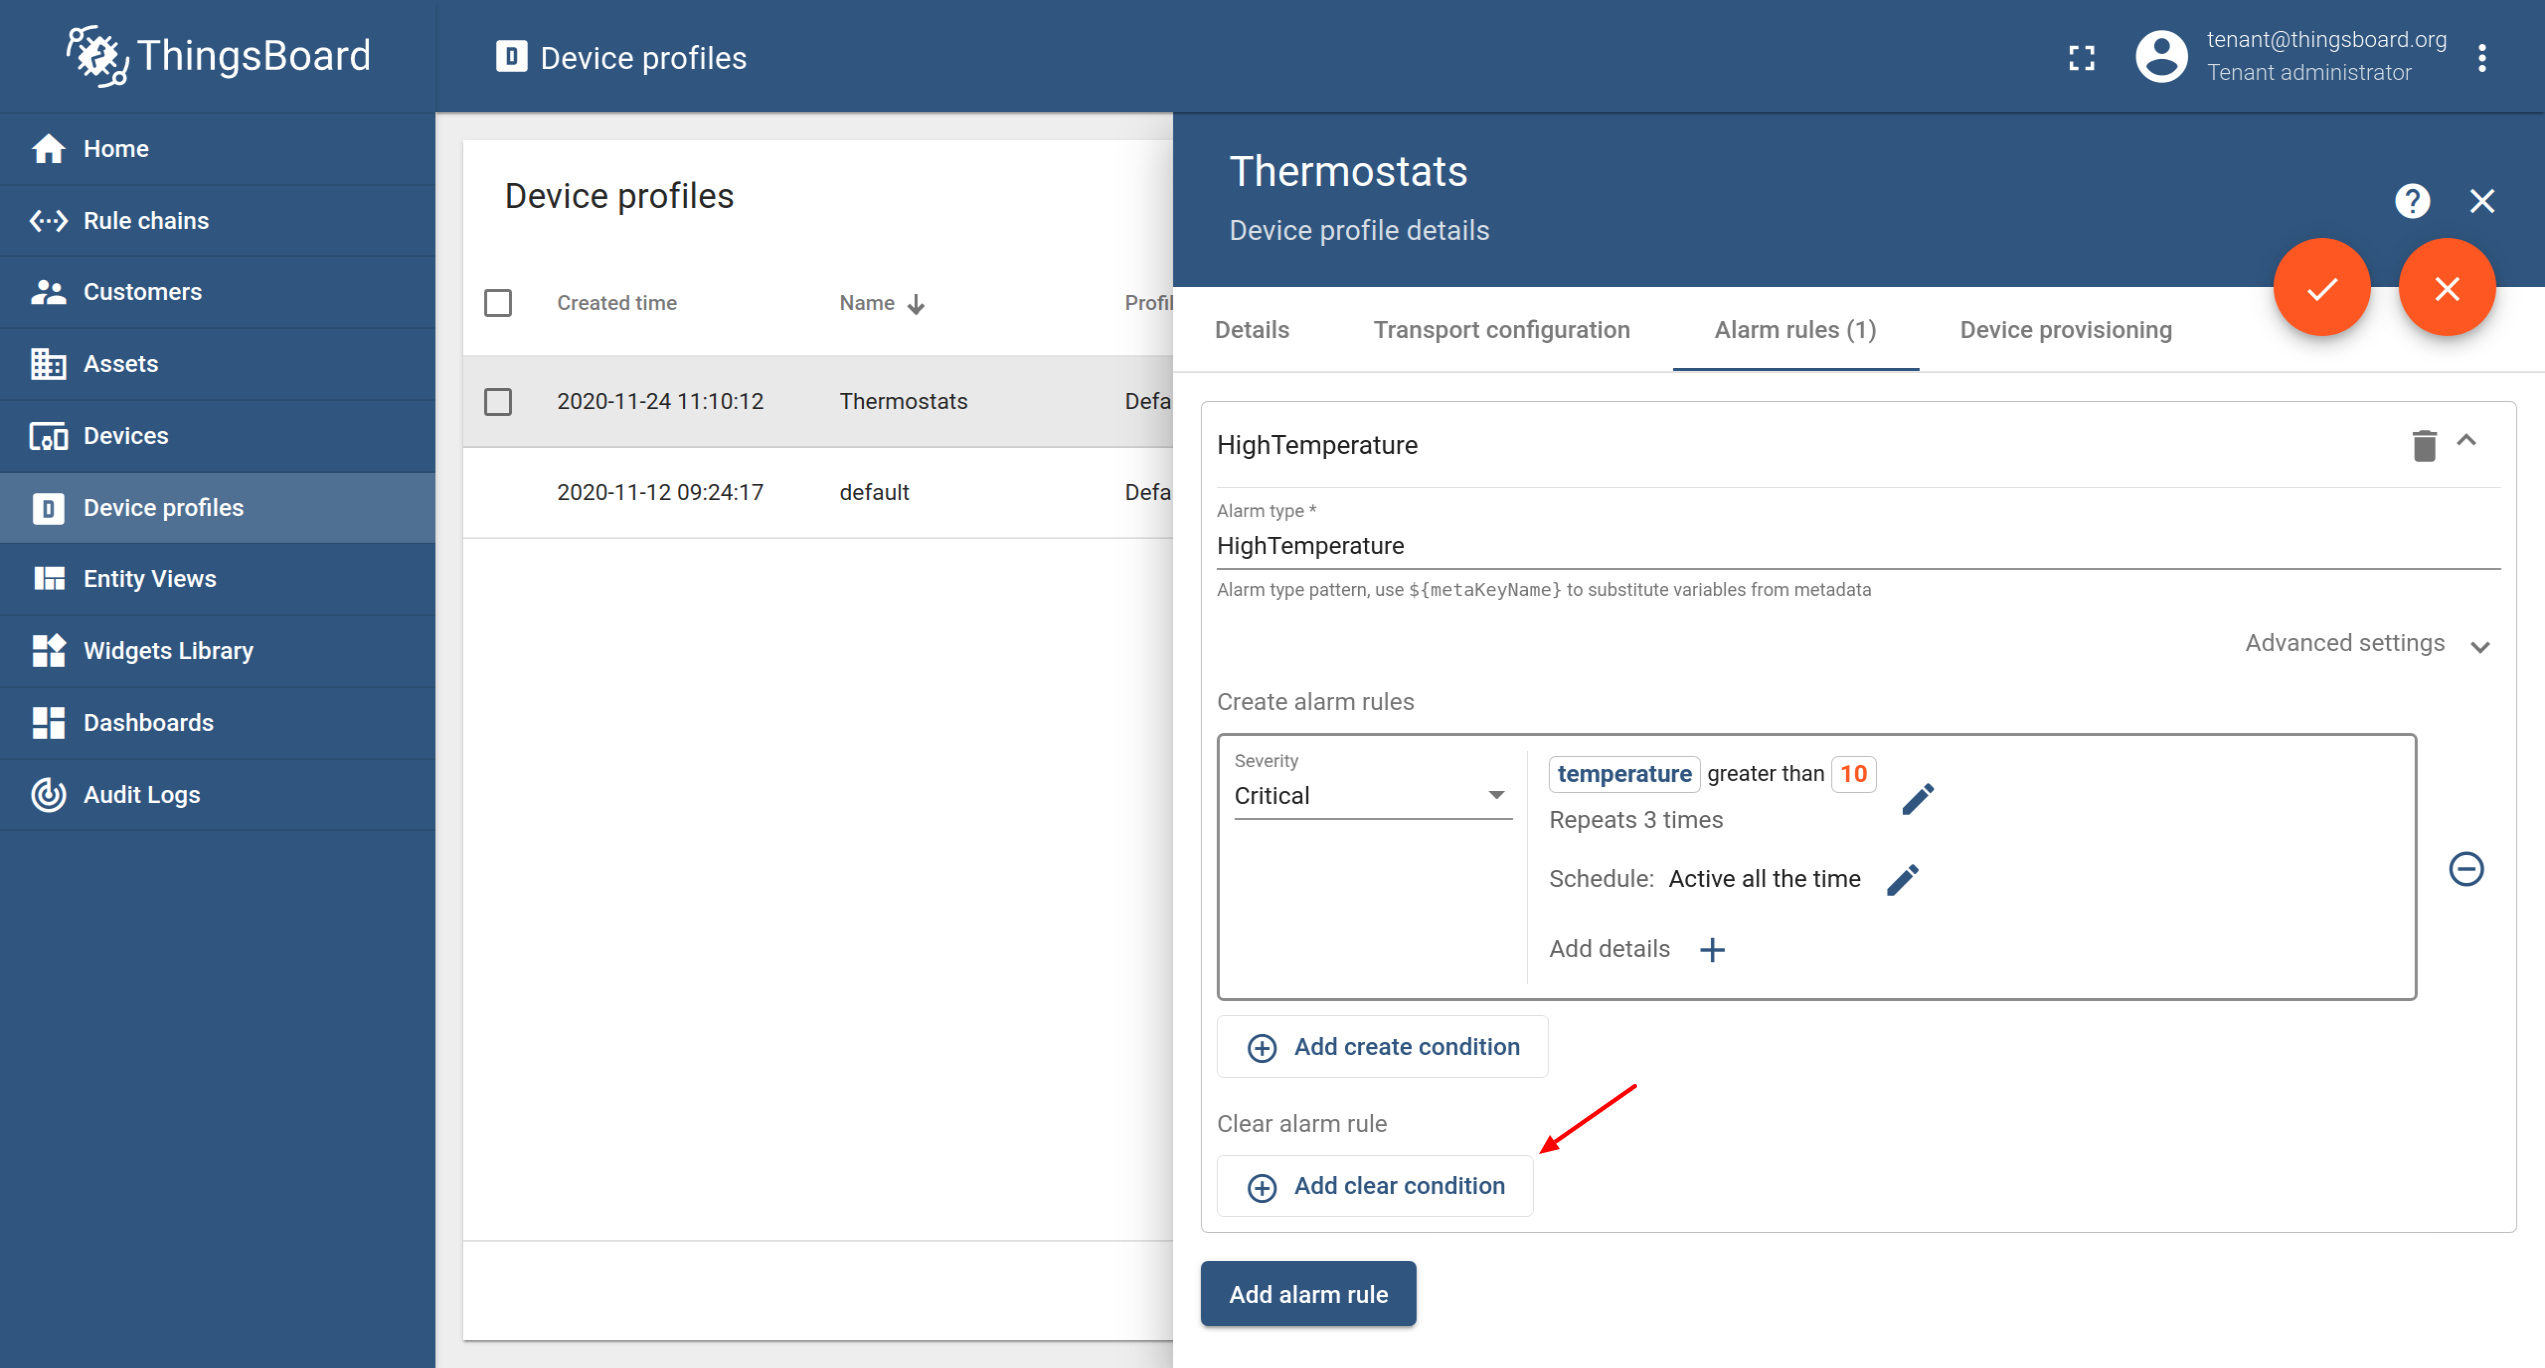 ThingsBoard
Device profiles
tenant@thingsboard.org
Tenant administrator
Home
Rule chains
Customers
Assets
Devices
Device profiles
Entity Views
Widgets Library
Dashboards
Audit Logs
Device profiles
Created time Name Profil
2020-11-24 11:10:12 Thermostats Defa
2020-11-12 09:24:17 default Defa
Thermostats
Device profile details
Details Transport configuration Alarm rules (1) Device provisioning
HighTemperature
Alarm type *
HighTemperature
Alarm type pattern, use ${metaKeyName} to substitute variables from metadata
Advanced settings
Create alarm rules
Severity
Critical
temperature greater than 10
Repeats 3 times
Schedule: Active all the time
Add details
Add create condition
Clear alarm rule
Add clear condition
Add alarm rule